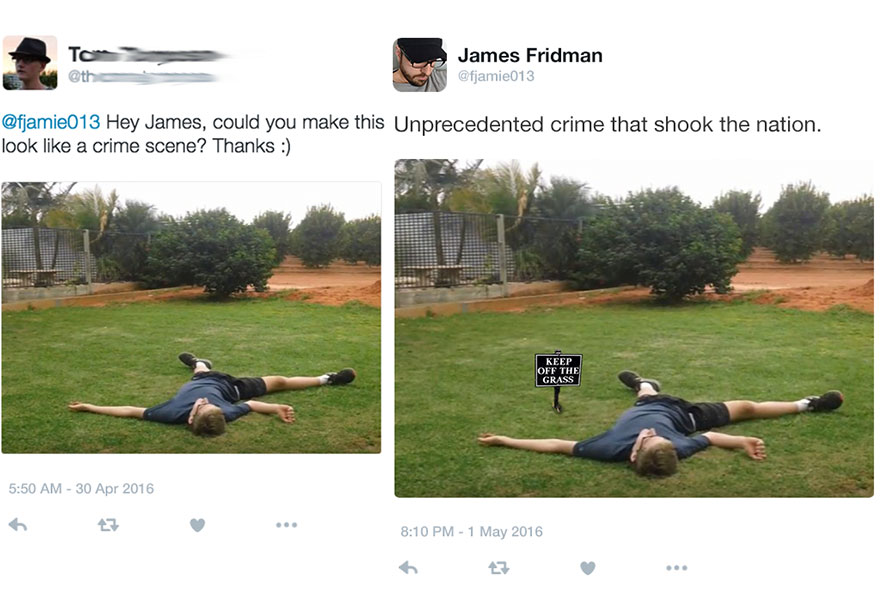 @fjamie013 Hey James, could you make this
look like a crime scene? Thanks :)
5:50 AM - 30 Apr 2016
James Fridman
@fjamie013
Unprecedented crime that shook the nation.
KEEP
OFF THE
GRASS
8:10 PM - 1 May 2016